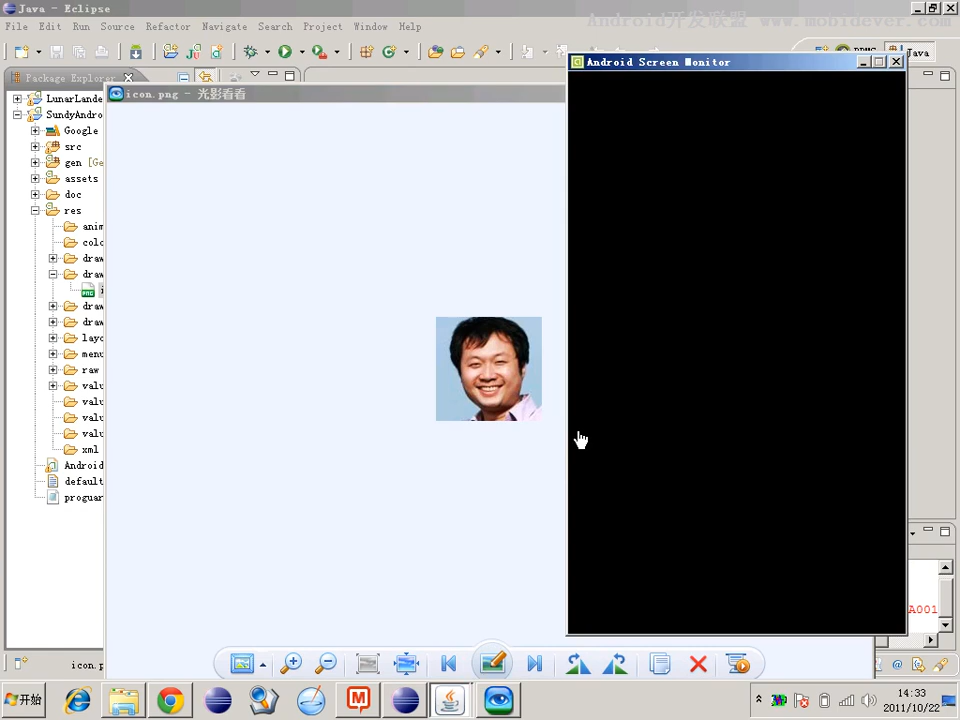 Java - Eclipse
File Edit Run Source Refactor Navigate Search Project Window Help
Android开发联盟 www.mobidever.com
Java
Package Explorer
Android Screen Monitor
icon.png - 光影看看
LunarLande
SundyAndro
Google
src
gen [Ge
assets
doc
res
anim
colo
draw
draw
i
draw
draw
layo
menu
raw
valu
valu
valu
valu
xml
Android
default
proguar
A001
icon.p
开始
14:33
2011/10/22